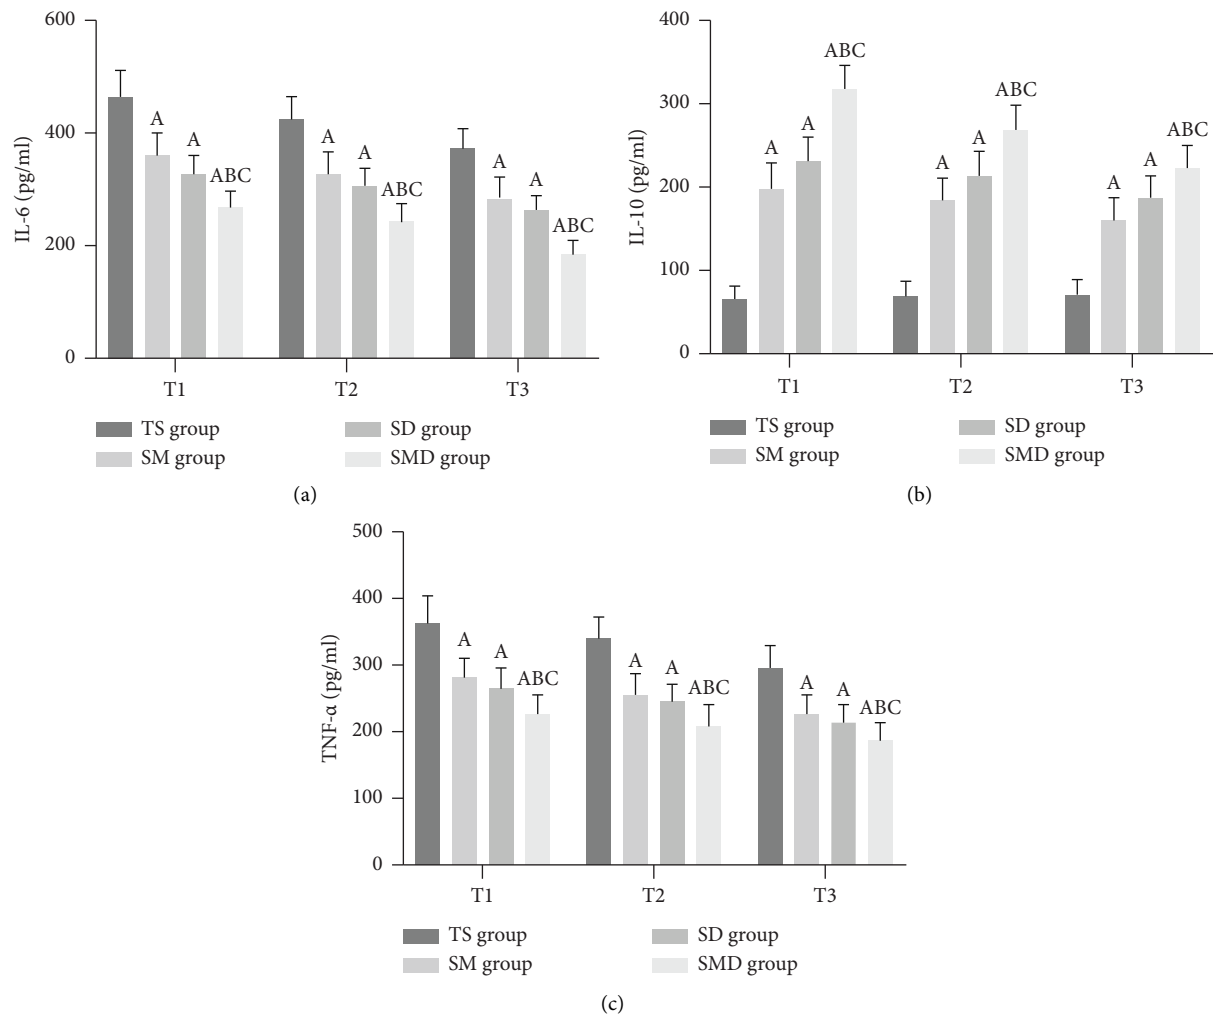 600
400
200
0
IL-6 (pg/ml)
A
A
ABC
A
A
ABC
A
A
ABC
T1
T2
T3
TS group
SD group
SM group
SMD group
(a)
400
300
200
100
0
IL-10 (pg/ml)
A
A
ABC
A
A
ABC
A
A
ABC
T1
T2
T3
TS group
SD group
SM group
SMD group
(b)
500
400
300
200
100
0
TNF-α (pg/ml)
A
A
ABC
A
A
ABC
A
A
ABC
T1
T2
T3
TS group
SD group
SM group
SMD group
(c)